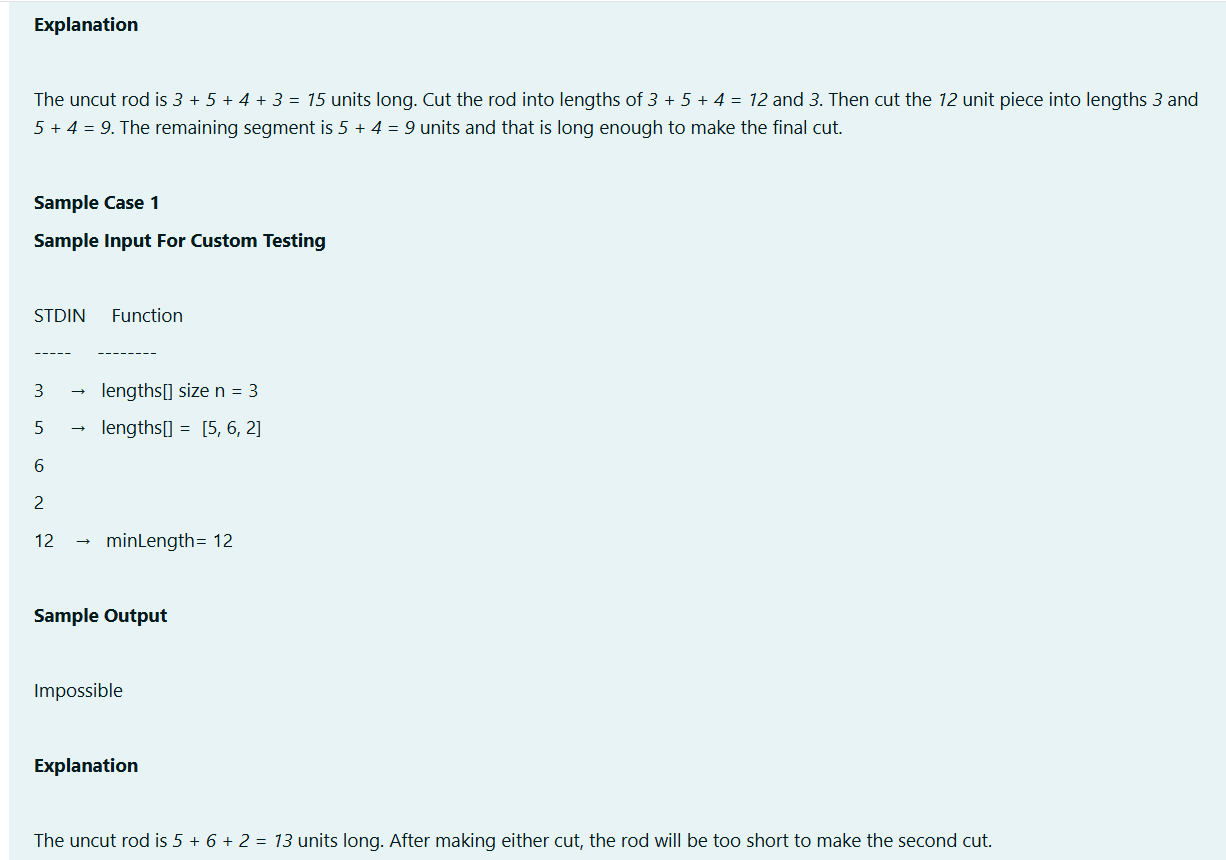 Explanation
The uncut rod is 3 + 5 + 4 + 3 = 15 units long. Cut the rod into lengths of 3 + 5 + 4 = 12 and 3. Then cut the 12 unit piece into lengths 3 and
5 + 4 = 9. The remaining segment is 5 + 4 = 9 units and that is long enough to make the final cut.
Sample Case 1
Sample Input For Custom Testing
STDIN Function
----- --------
3 → lengths[] size n = 3
5 → lengths[] = [5, 6, 2]
6
2
12 → minLength= 12
Sample Output
Impossible
Explanation
The uncut rod is 5 + 6 + 2 = 13 units long. After making either cut, the rod will be too short to make the second cut.